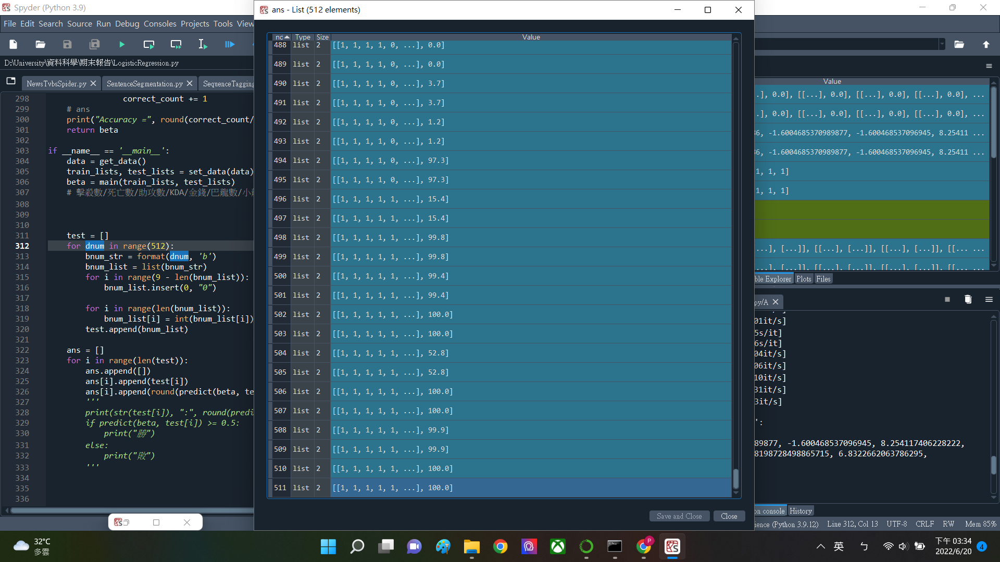 Spyder (Python 3.9)
File Edit Search Source Run Debug Consoles Projects Tools View
D:\University\資料科學\期末報告\LogisticRegression.py
NewsTvbsSpider.py
SentenceSegmentation.py
SequenceTagging
298 correct_count += 1
299 # ans
300 print("Accuracy =", round(correct_count/
301 return beta
302
303 if __name__ == '__main__':
304 data = get_data()
305 train_lists, test_lists = set_data(data)
306 beta = main(train_lists, test_lists)
307 # 擊殺數/死亡數/助攻數/KDA/金錢/巴龍數/小
308
309
310
311 test = []
312 for dnum in range(512):
313 bnum_str = format(dnum, 'b')
314 bnum_list = list(bnum_str)
315 for i in range(9 - len(bnum_list)):
316 bnum_list.insert(0, "0")
317
318 for i in range(len(bnum_list)):
319 bnum_list[i] = int(bnum_list[i])
320 test.append(bnum_list)
321
322 ans = []
323 for i in range(len(test)):
324 ans.append([])
325 ans[i].append(test[i])
326 ans[i].append(round(predict(beta, te
327 '''
328 print(str(test[i]), ":", round(predi
329 if predict(beta, test[i]) >= 0.5:
330 print("勝")
331 else:
332 print("敗")
333 '''
334
335
336
ans - List (512 elements)
Type Size Value
488 list 2 [[1, 1, 1, 1, 0, ...], 0.0]
489 list 2 [[1, 1, 1, 1, 0, ...], 0.0]
490 list 2 [[1, 1, 1, 1, 0, ...], 3.7]
491 list 2 [[1, 1, 1, 1, 0, ...], 3.7]
492 list 2 [[1, 1, 1, 1, 0, ...], 1.2]
493 list 2 [[1, 1, 1, 1, 0, ...], 1.2]
494 list 2 [[1, 1, 1, 1, 0, ...], 97.3]
495 list 2 [[1, 1, 1, 1, 0, ...], 97.3]
496 list 2 [[1, 1, 1, 1, 1, ...], 15.4]
497 list 2 [[1, 1, 1, 1, 1, ...], 15.4]
498 list 2 [[1, 1, 1, 1, 1, ...], 99.8]
499 list 2 [[1, 1, 1, 1, 1, ...], 99.8]
500 list 2 [[1, 1, 1, 1, 1, ...], 99.4]
501 list 2 [[1, 1, 1, 1, 1, ...], 99.4]
502 list 2 [[1, 1, 1, 1, 1, ...], 100.0]
503 list 2 [[1, 1, 1, 1, 1, ...], 100.0]
504 list 2 [[1, 1, 1, 1, 1, ...], 52.8]
505 list 2 [[1, 1, 1, 1, 1, ...], 52.8]
506 list 2 [[1, 1, 1, 1, 1, ...], 100.0]
507 list 2 [[1, 1, 1, 1, 1, ...], 100.0]
508 list 2 [[1, 1, 1, 1, 1, ...], 99.9]
509 list 2 [[1, 1, 1, 1, 1, ...], 99.9]
510 list 2 [[1, 1, 1, 1, 1, ...], 100.0]
511 list 2 [[1, 1, 1, 1, 1, ...], 100.0]
Save and Close Close
Value
.], 0.0], [[...], 0.0], [[...], 0.0], [[...], 0.0], ...
.], 0.0], [[...], 0.0], [[...], 0.0], [[...], 0.0], ...
36, -1.6004685370989877, -1.600468537096945, 8.25411 ...
36, -1.6004685370989877, -1.600468537096945, 8.25411 ...
1, 1, 1]
1, 1, 1]
...], [...]], [[...], [...]], [[...], [...]], [[... ...
...], [...]], [[...], [...]], [[...], [...]], [[... ...
ble Explorer Plots Files
py/A
01it/s]
5s/it]
6s/it]
04it/s]
06it/s]
10it/s]
31it/s]
3it/s]
':
89877, -1.600468537096945, 8.254117406228222,
8198728498865715, 6.8322662063786295,
on console History
ience (Python 3.9.12) Line 312, Col 13 UTF-8 CRLF RW Mem 85%
32°C
多雲
P
英
ㄅ
下午 03:34
2022/6/20
4